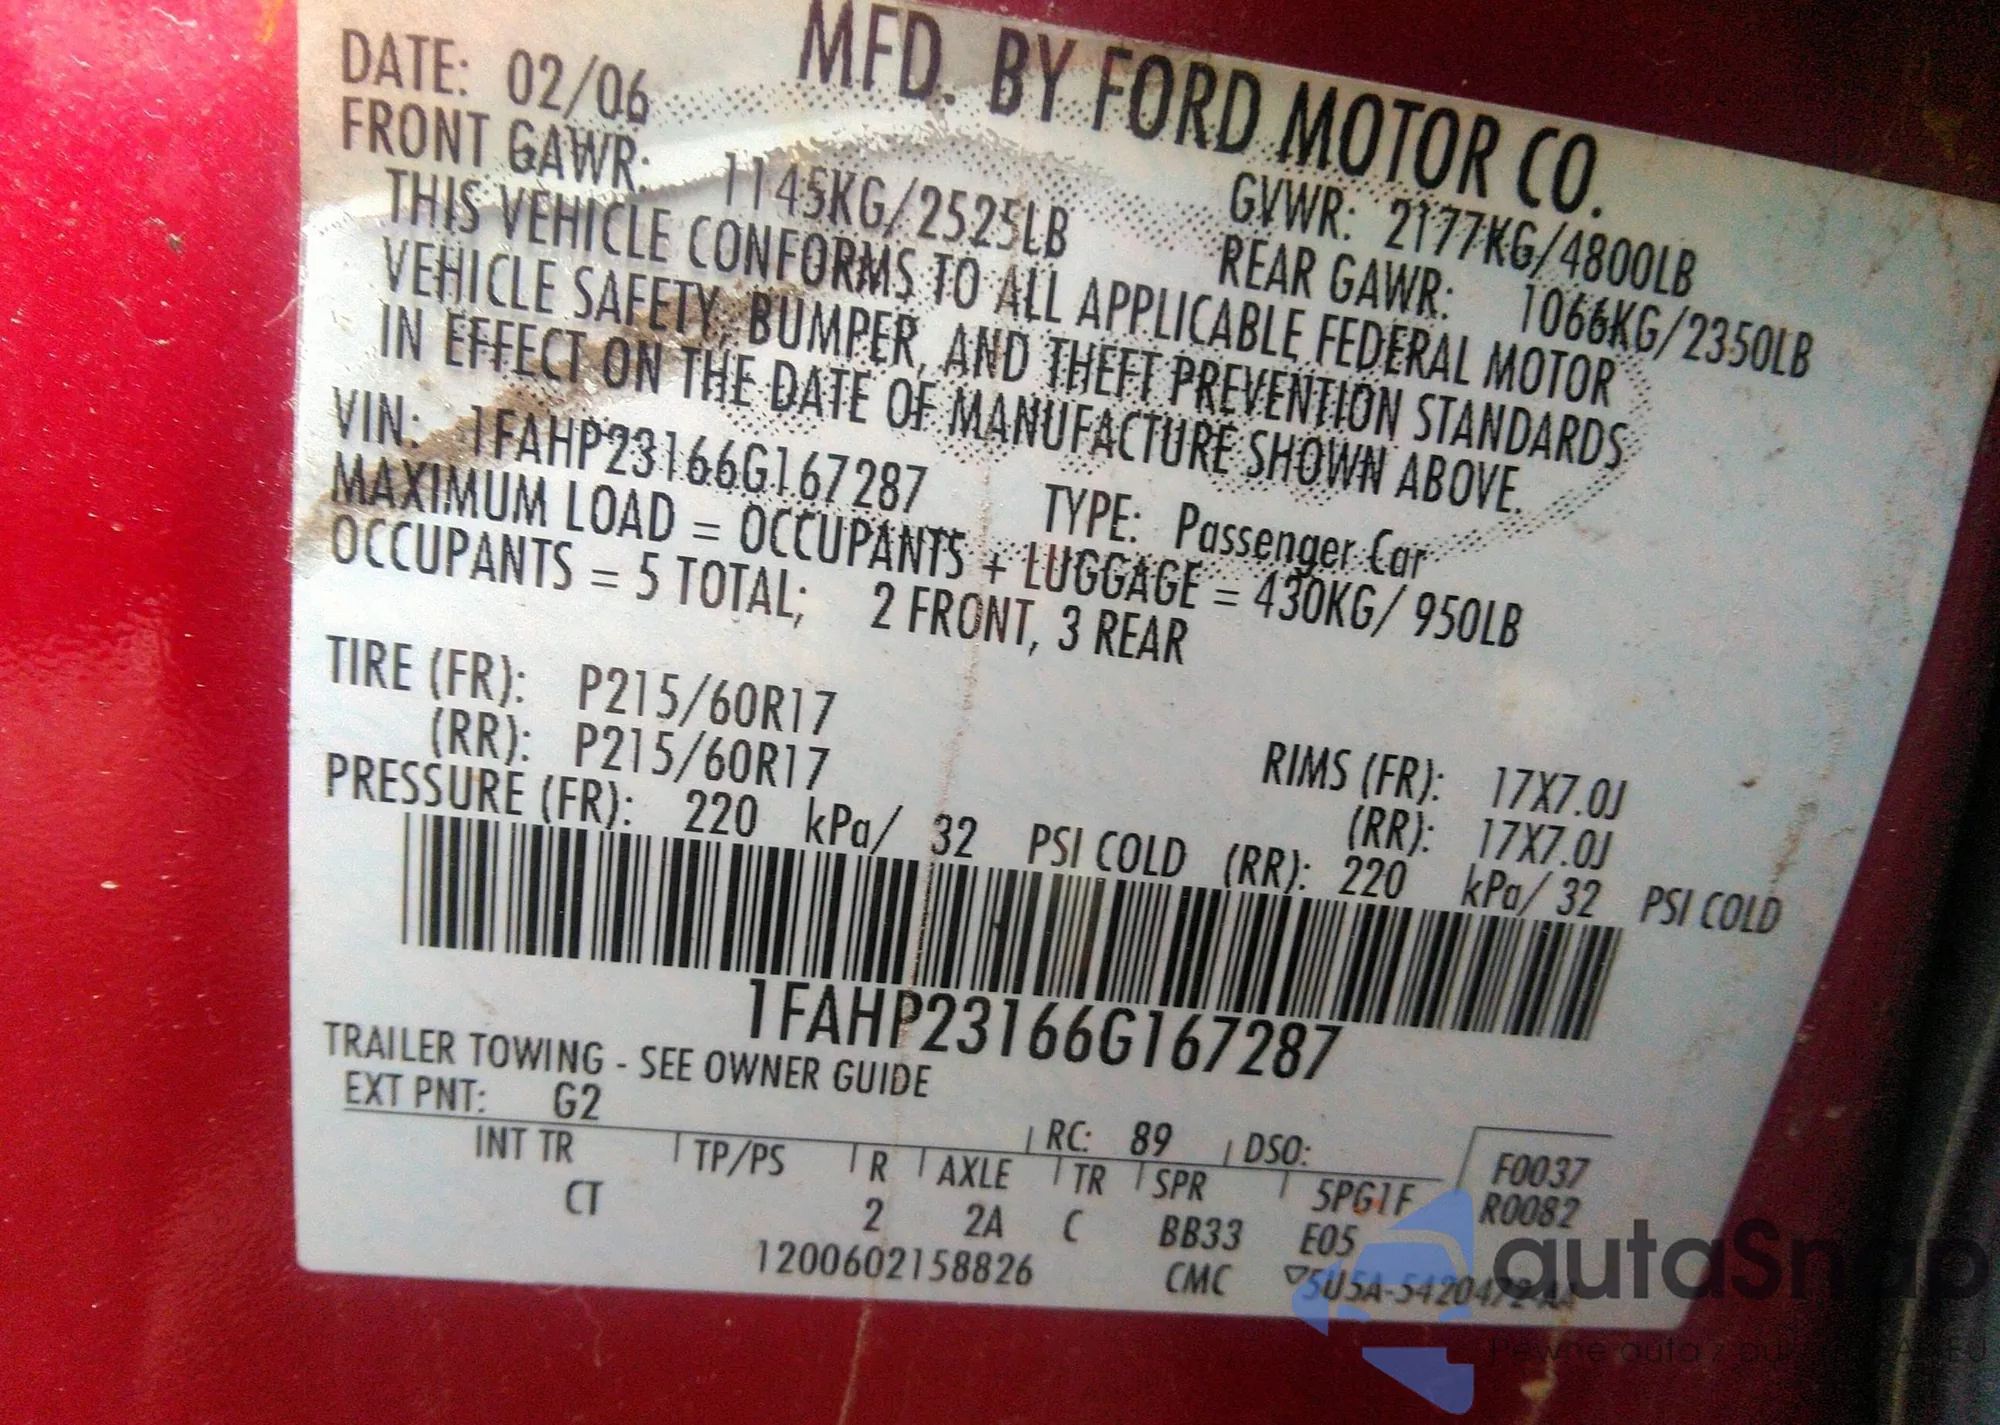 MFD. BY FORD MOTOR CO.
DATE: 02/06 GVWR: 2177KG/4800LB
FRONT GAWR: 1145KG/2525LB REAR GAWR: 1066KG/2350LB
THIS VEHICLE CONFORMS TO ALL APPLICABLE FEDERAL MOTOR
VEHICLE SAFETY, BUMPER, AND THEFT PREVENTION STANDARDS
IN EFFECT ON THE DATE OF MANUFACTURE SHOWN ABOVE.
VIN: 1FAHP23166G167287 TYPE: Passenger Car
MAXIMUM LOAD = OCCUPANTS + LUGGAGE = 430KG/ 950LB
OCCUPANTS = 5 TOTAL; 2 FRONT, 3 REAR
TIRE (FR): P215/60R17 RIMS (FR): 17X7.0J
(RR): P215/60R17 (RR): 17X7.0J
PRESSURE (FR): 220 kPa/ 32 PSI COLD (RR): 220 kPa/ 32 PSI COLD
1FAHP23166G167287
TRAILER TOWING - SEE OWNER GUIDE
EXT PNT: G2 RC: 89 DSO: F0037
INT TR TP/PS R AXLE TR SPR 5PG1F R0082
CT 2 2A C BB33 E05
1200602158826 CMC 5U5A-5420472-AA
autaSnap
Pewne auta z